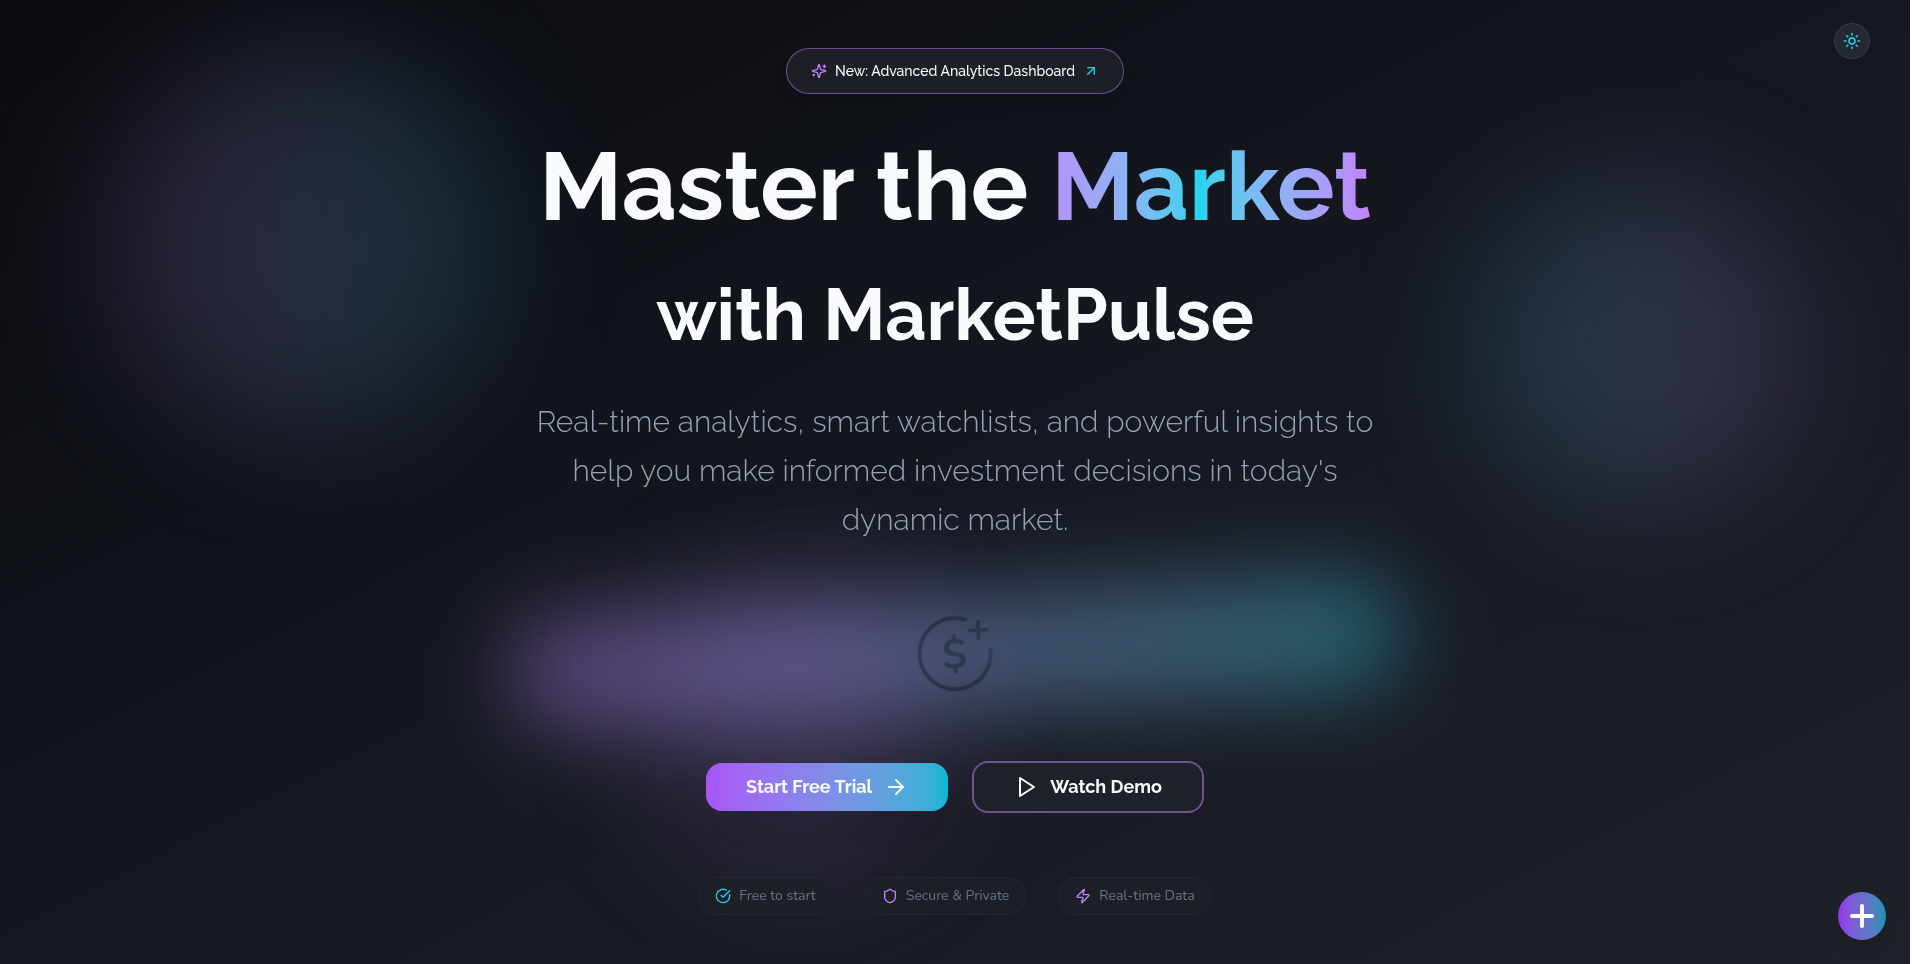 New: Advanced Analytics Dashboard
Master the Market
with MarketPulse
Real-time analytics, smart watchlists, and powerful insights to
help you make informed investment decisions in today's
dynamic market.
$
Start Free Trial
Watch Demo
Free to start
Secure & Private
Real-time Data